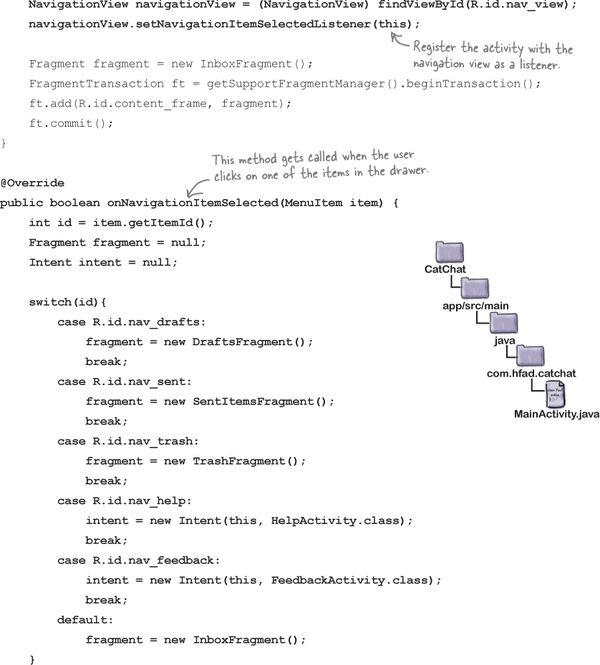 NavigationView navigationView = (NavigationView) findViewById(R.id.nav_view);
navigationView.setNavigationItemSelectedListener(this);
Register the activity with the
navigation view as a listener.
Fragment fragment = new InboxFragment();
FragmentTransaction ft = getSupportFragmentManager().beginTransaction();
ft.add(R.id.content_frame, fragment);
ft.commit();
}
This method gets called when the user
clicks on one of the items in the drawer.
@Override
public boolean onNavigationItemSelected(MenuItem item) {
int id = item.getItemId();
Fragment fragment = null;
Intent intent = null;
switch(id){
case R.id.nav_drafts:
fragment = new DraftsFragment();
break;
case R.id.nav_sent:
fragment = new SentItemsFragment();
break;
case R.id.nav_trash:
fragment = new TrashFragment();
break;
case R.id.nav_help:
intent = new Intent(this, HelpActivity.class);
break;
case R.id.nav_feedback:
intent = new Intent(this, FeedbackActivity.class);
break;
default:
fragment = new InboxFragment();
}
CatChat
app/src/main
java
com.hfad.catchat
MainActivity.java